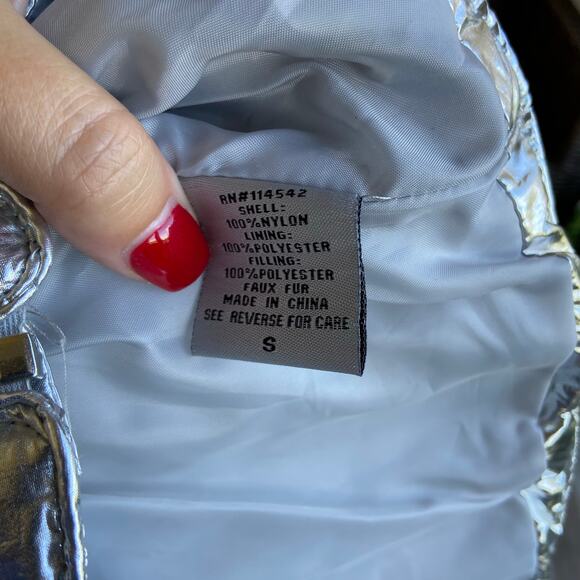 RN#114542
SHELL:
100%NYLON
LINING:
100%POLYESTER
FILLING:
100%POLYESTER
FAUX FUR
MADE IN CHINA
SEE REVERSE FOR CARE
S